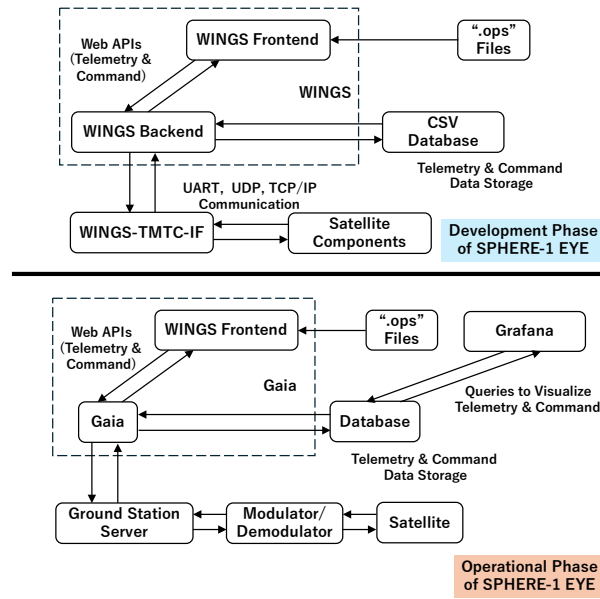 Web APIs
(Telemetry &
Command)
WINGS Frontend
".ops"
Files
WINGS
WINGS Backend
CSV
Database
Telemetry & Command
Data Storage
UART, UDP, TCP/IP
Communication
WINGS-TMTC-IF
Satellite
Components
Development Phase
of SPHERE-1 EYE
Web APIs
(Telemetry &
Command)
WINGS Frontend
".ops"
Files
Grafana
Gaia
Queries to Visualize
Telemetry & Command
Gaia
Database
Telemetry & Command
Data Storage
Ground Station
Server
Modulator/
Demodulator
Satellite
Operational Phase
of SPHERE-1 EYE